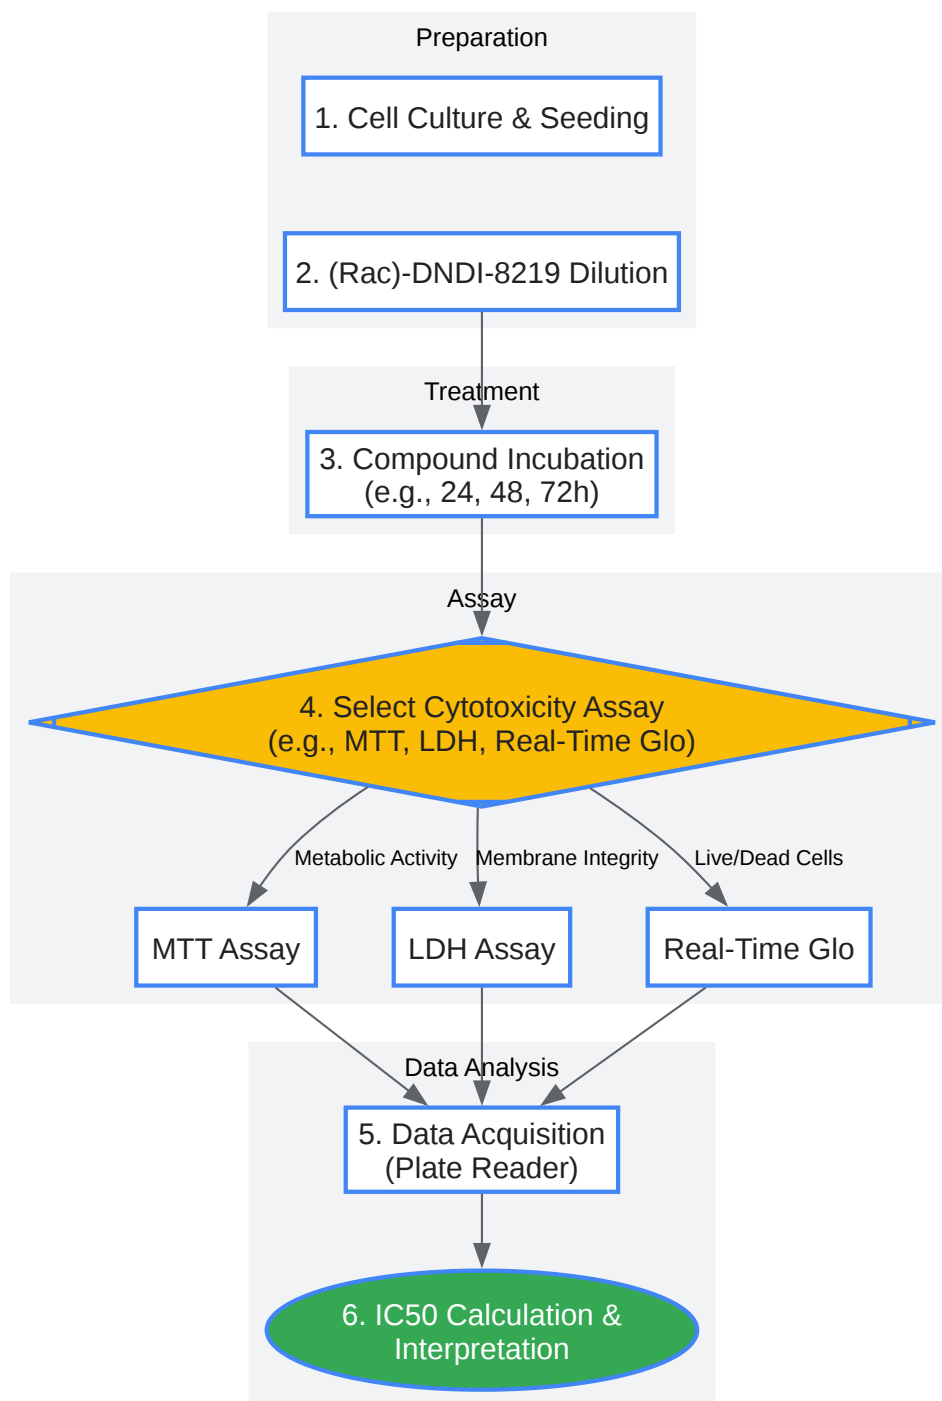 Preparation
1. Cell Culture & Seeding
2. (Rac)-DNDI-8219 Dilution
Treatment
3. Compound Incubation
(e.g., 24, 48, 72h)
Assay
4. Select Cytotoxicity Assay
(e.g., MTT, LDH, Real-Time Glo)
Metabolic Activity
Membrane Integrity
Live/Dead Cells
MTT Assay
LDH Assay
Real-Time Glo
Data Analysis
5. Data Acquisition
(Plate Reader)
6. IC50 Calculation &
Interpretation